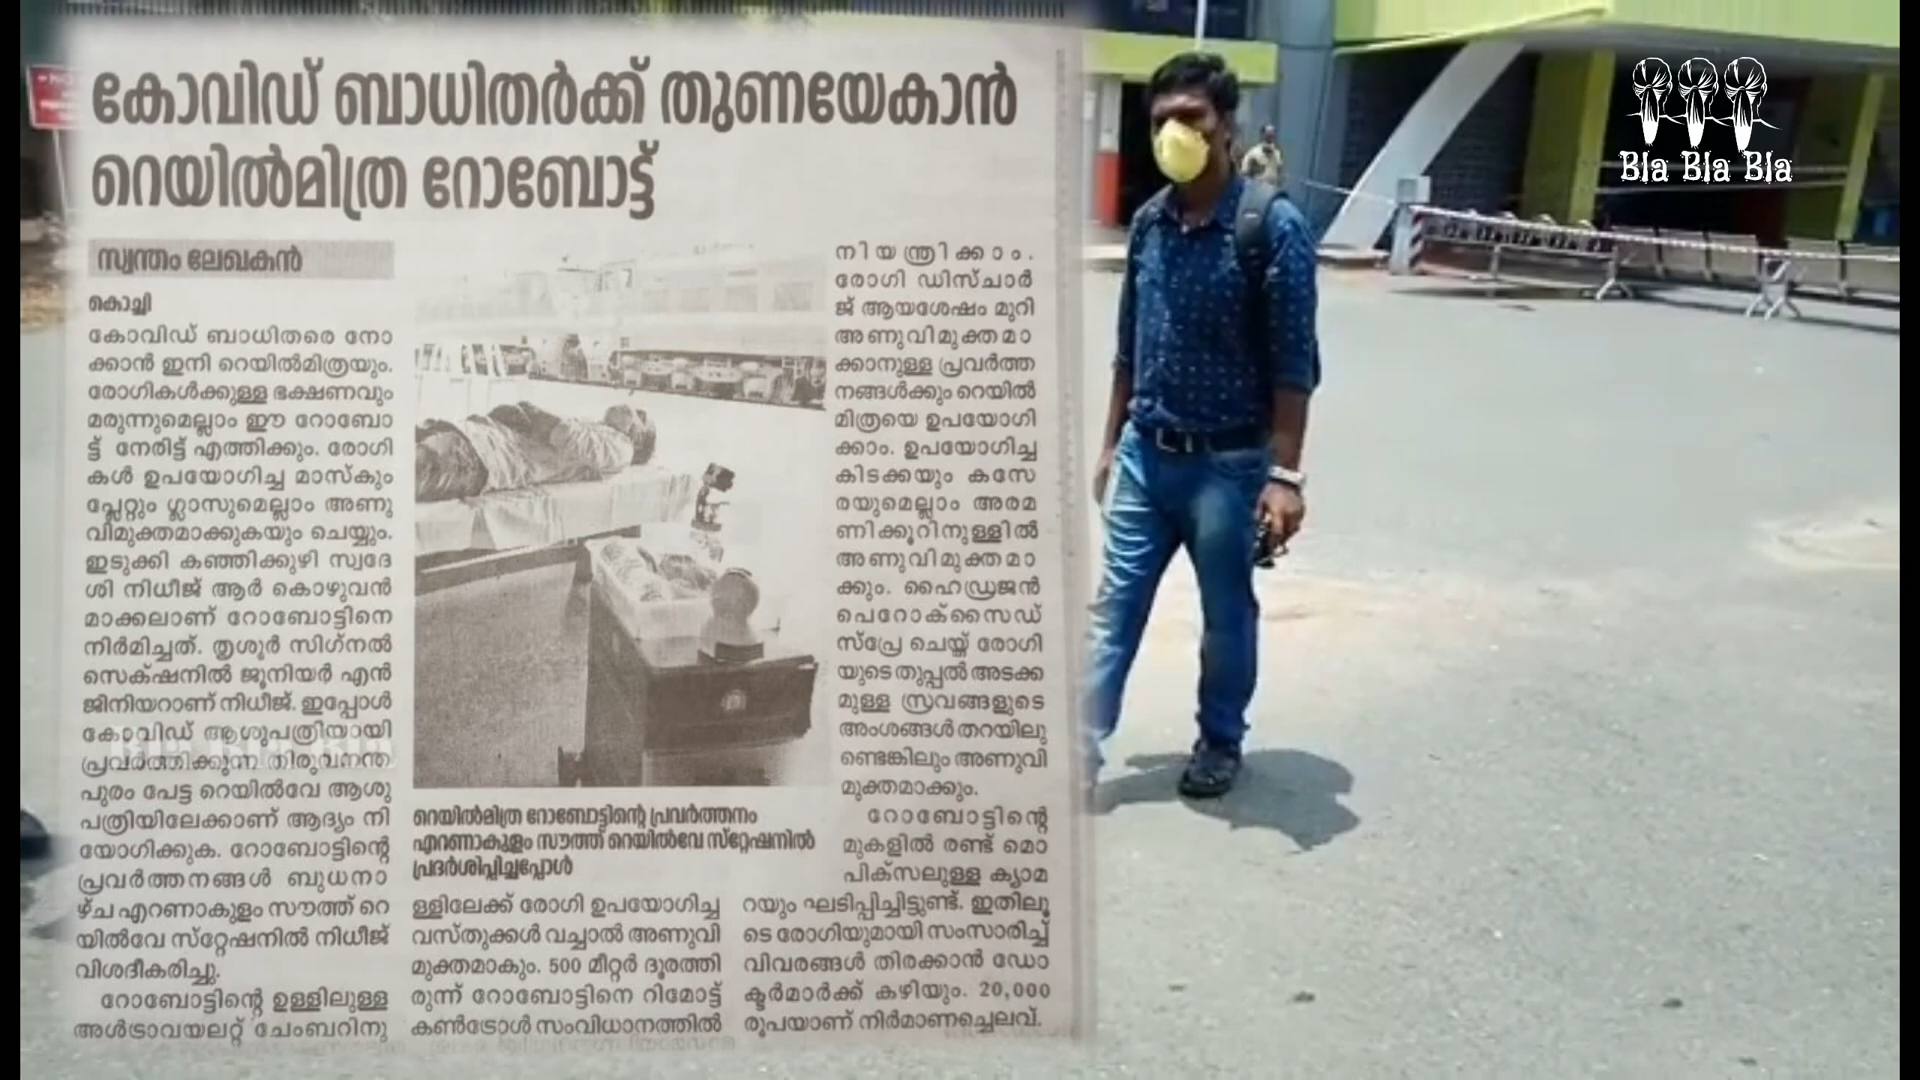 കോവിഡ് ബാധിതർക്ക് തുണയേകാൻ
റെയിൽമിത്ര റോബോട്ട്
സ്വന്തം ലേഖകൻ
കൊച്ചി
കോവിഡ് ബാധിതരെ നോ
ക്കാൻ ഇനി റെയിൽമിത്രയും.
രോഗികൾക്കുള്ള ഭക്ഷണവും
മരുന്നുമെല്ലാം ഈ റോബോ
ട്ട് നേരിട്ട് എത്തിക്കും. രോഗി
കൾ ഉപയോഗിച്ച മാസ്കും
പ്ലേറ്റും ഗ്ലാസുമെല്ലാം അണു
വിമുക്തമാക്കുകയും ചെയ്യും.
ഇടുക്കി കഞ്ഞിക്കുഴി സ്വദേ
ശി നിധീജ് ആർ കൊഴുവൻ
മാക്കലാണ് റോബോട്ടിനെ
നിർമിച്ചത്. തൃശൂർ സിഗ്നൽ
സെക്ഷനിൽ ജൂനിയർ എൻ
ജിനിയറാണ് നിധീജ്. ഇപ്പോൾ
കോവിഡ് ആശുപത്രിയായി
പ്രവർത്തിക്കുന്ന തിരുവനന്ത
പുരം പേട്ട റെയിൽവേ ആശു
പത്രിയിലേക്കാണ് ആദ്യം നി
യോഗിക്കുക. റോബോട്ടിന്റെ
പ്രവർത്തനങ്ങൾ ബുധനാ
ഴ്ച എറണാകുളം സൗത്ത് റെ
യിൽവേ സ്റ്റേഷനിൽ നിധീജ്
വിശദീകരിച്ചു.
റോബോട്ടിന്റെ ഉള്ളിലുള്ള
അൾട്രാവയലറ്റ് ചേംബറിനു
റെയിൽമിത്ര റോബോട്ടിന്റെ പ്രവർത്തനം
എറണാകുളം സൗത്ത് റെയിൽവേ സ്റ്റേഷനിൽ
പ്രദർശിപ്പിച്ചപ്പോൾ
ള്ളിലേക്ക് രോഗി ഉപയോഗിച്ച
വസ്തുക്കൾ വച്ചാൽ അണുവി
മുക്തമാകും. 500 മീറ്റർ ദൂരത്തി
രുന്ന് റോബോട്ടിനെ റിമോട്ട്
കൺട്രോൾ സംവിധാനത്തിൽ
നിയന്ത്രിക്കാം.
രോഗി ഡിസ്ചാർ
ജ് ആയശേഷം മുറി
അണുവിമുക്തമാ
ക്കാനുള്ള പ്രവർത്ത
നങ്ങൾക്കും റെയിൽ
മിത്രയെ ഉപയോഗി
ക്കാം. ഉപയോഗിച്ച
കിടക്കയും കസേ
രയുമെല്ലാം അരമ
ണിക്കൂറിനുള്ളിൽ
അണുവിമുക്തമാ
ക്കും. ഹൈഡ്രജൻ
പെറോക്സൈഡ്
സ്പ്രേ ചെയ്ത് രോഗി
യുടെ തുപ്പൽ അടക്ക
മുള്ള സ്രവങ്ങളുടെ
അംശങ്ങൾ തറയിലു
ണ്ടെങ്കിലും അണുവി
മുക്തമാക്കും.
റോബോട്ടിന്റെ
മുകളിൽ രണ്ട് മൊ
പിക്സലുള്ള ക്യാമ
റയും ഘടിപ്പിച്ചിട്ടുണ്ട്. ഇതിലൂ
ടെ രോഗിയുമായി സംസാരിച്ച്
വിവരങ്ങൾ തിരക്കാൻ ഡോ
ക്ടർമാർക്ക് കഴിയും. 20,000
രൂപയാണ് നിർമാണച്ചെലവ്.
Bla Bla Bla